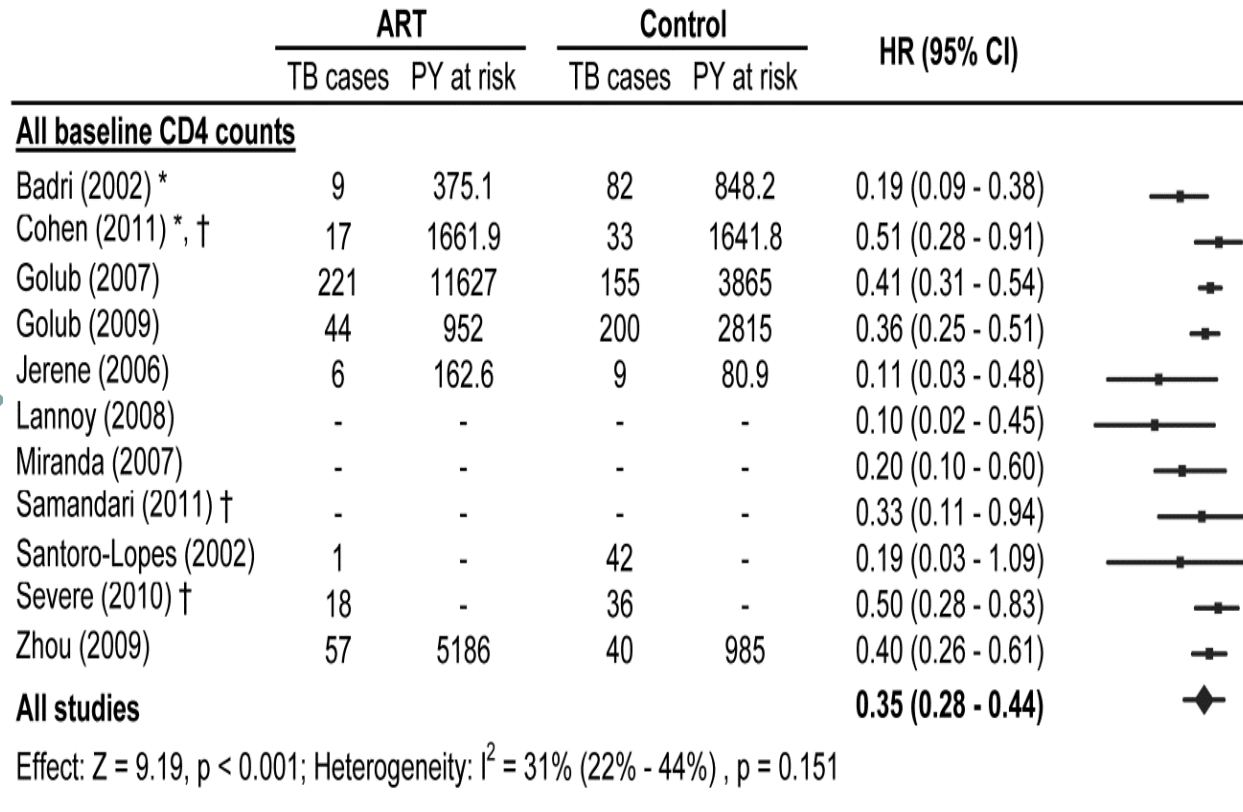 ART Control HR (95% CI)
TB cases PY at risk TB cases PY at risk
All baseline CD4 counts
Badri (2002) * 9 375.1 82 848.2 0.19 (0.09 - 0.38)
Cohen (2011) *, † 17 1661.9 33 1641.8 0.51 (0.28 - 0.91)
Golub (2007) 221 11627 155 3865 0.41 (0.31 - 0.54)
Golub (2009) 44 952 200 2815 0.36 (0.25 - 0.51)
Jerene (2006) 6 162.6 9 80.9 0.11 (0.03 - 0.48)
Lannoy (2008) - - - - 0.10 (0.02 - 0.45)
Miranda (2007) - - - - 0.20 (0.10 - 0.60)
Samandari (2011) † - - - - 0.33 (0.11 - 0.94)
Santoro-Lopes (2002) 1 - 42 - 0.19 (0.03 - 1.09)
Severe (2010) † 18 - 36 - 0.50 (0.28 - 0.83)
Zhou (2009) 57 5186 40 985 0.40 (0.26 - 0.61)
All studies 0.35 (0.28 - 0.44)
Effect: Z = 9.19, p < 0.001; Heterogeneity: I² = 31% (22% - 44%) , p = 0.151